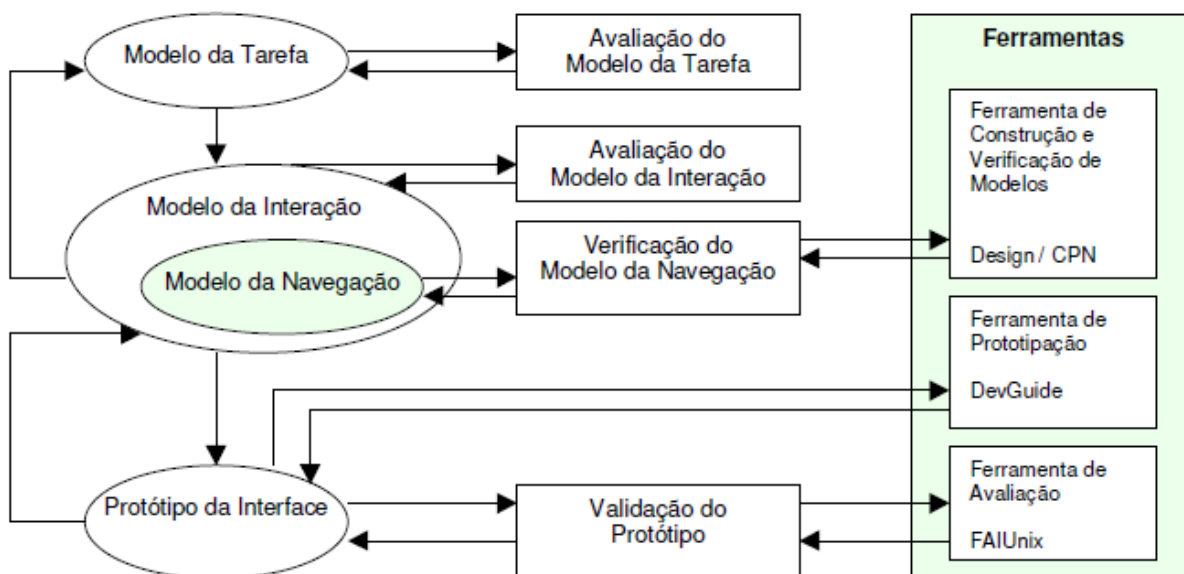 Modelo da Tarefa
Avaliação do
Modelo da Tarefa
Ferramentas
Ferramenta de
Construção e
Verificação de
Modelos
Design / CPN
Avaliação do
Modelo da Interação
Modelo da Interação
Modelo da Navegação
Verificação do
Modelo da Navegação
Ferramenta de
Prototipação
DevGuide
Protótipo da Interface
Validação do
Protótipo
Ferramenta de
Avaliação
FAIUnix